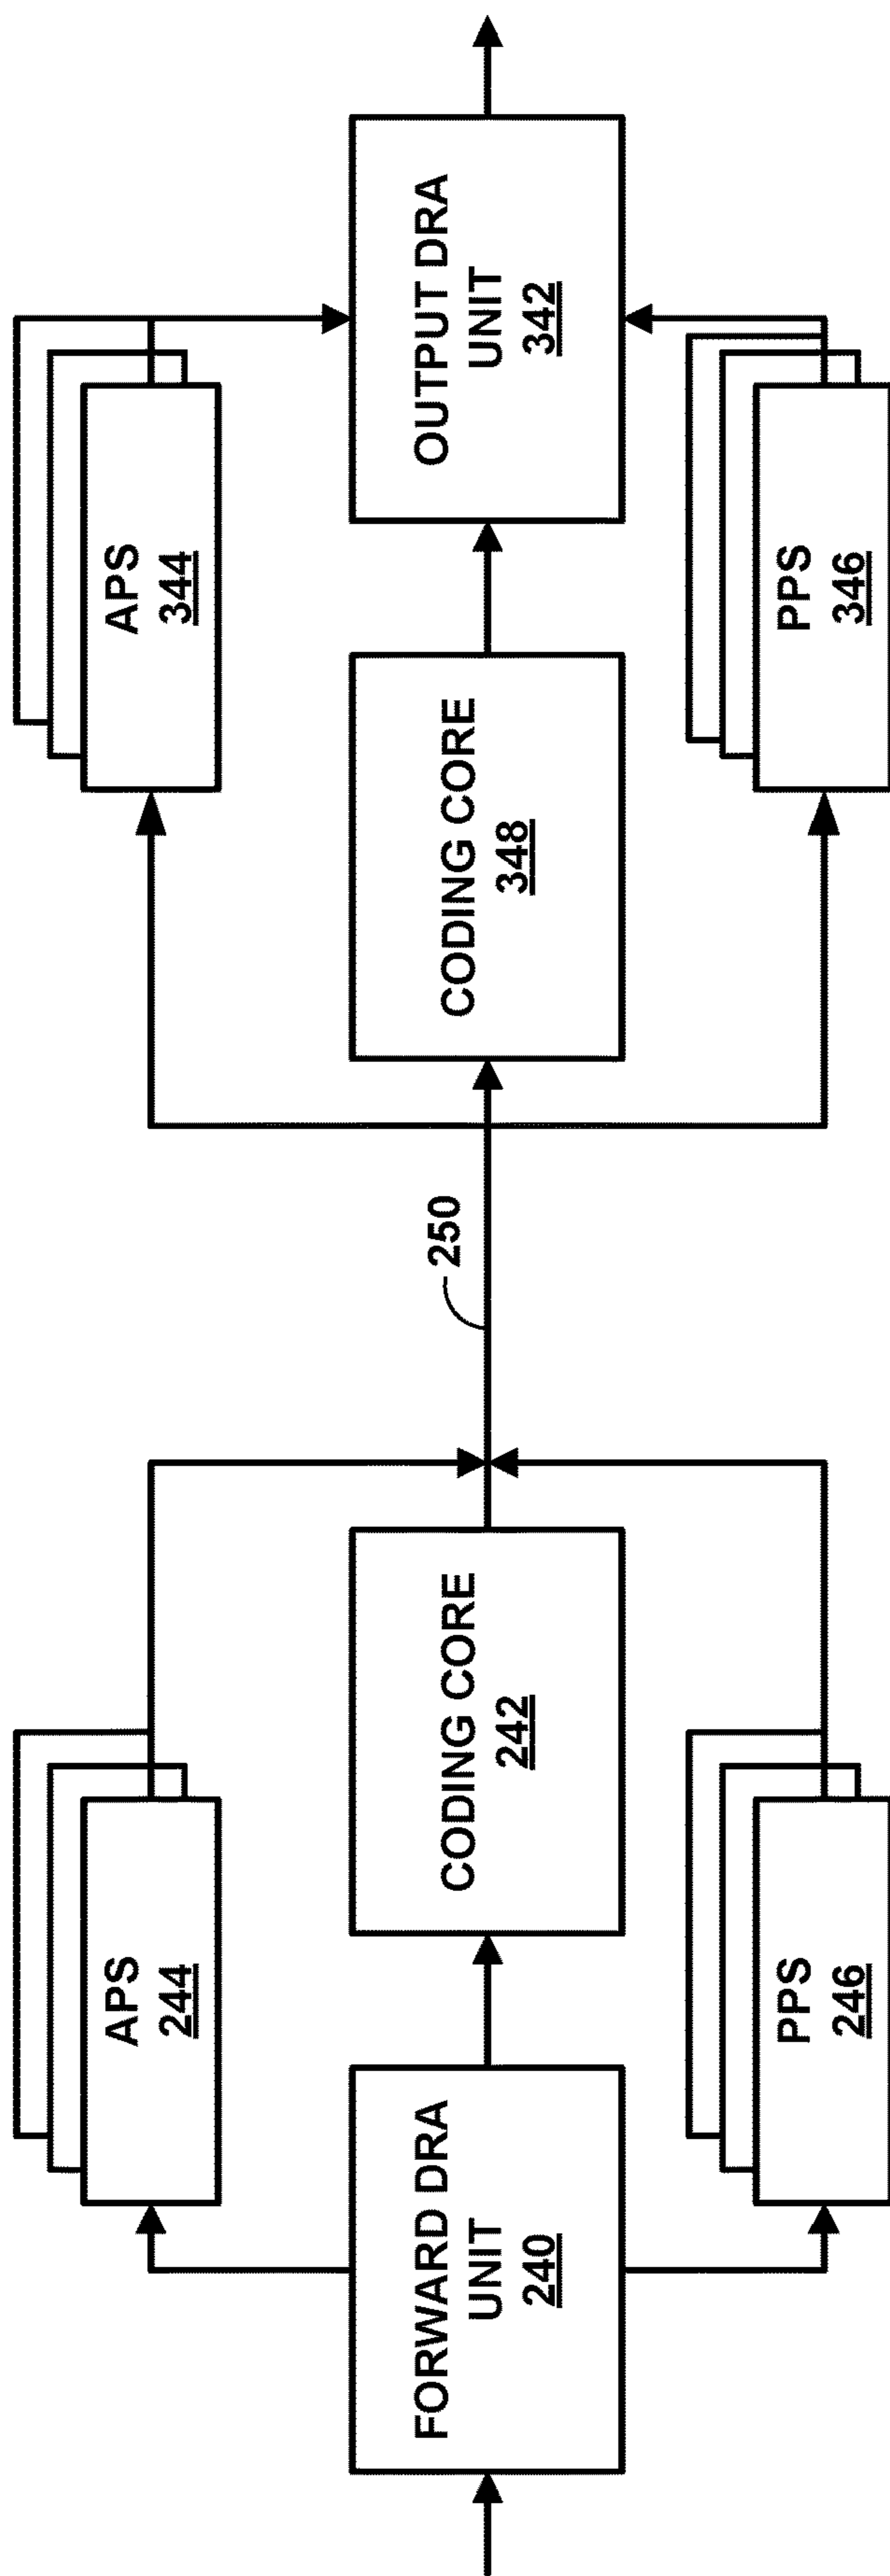 FORWARD DRA
UNIT
240
APS
244
PPS
246
CODING CORE
242
250
CODING CORE
348
APS
344
PPS
346
OUTPUT DRA
UNIT
342